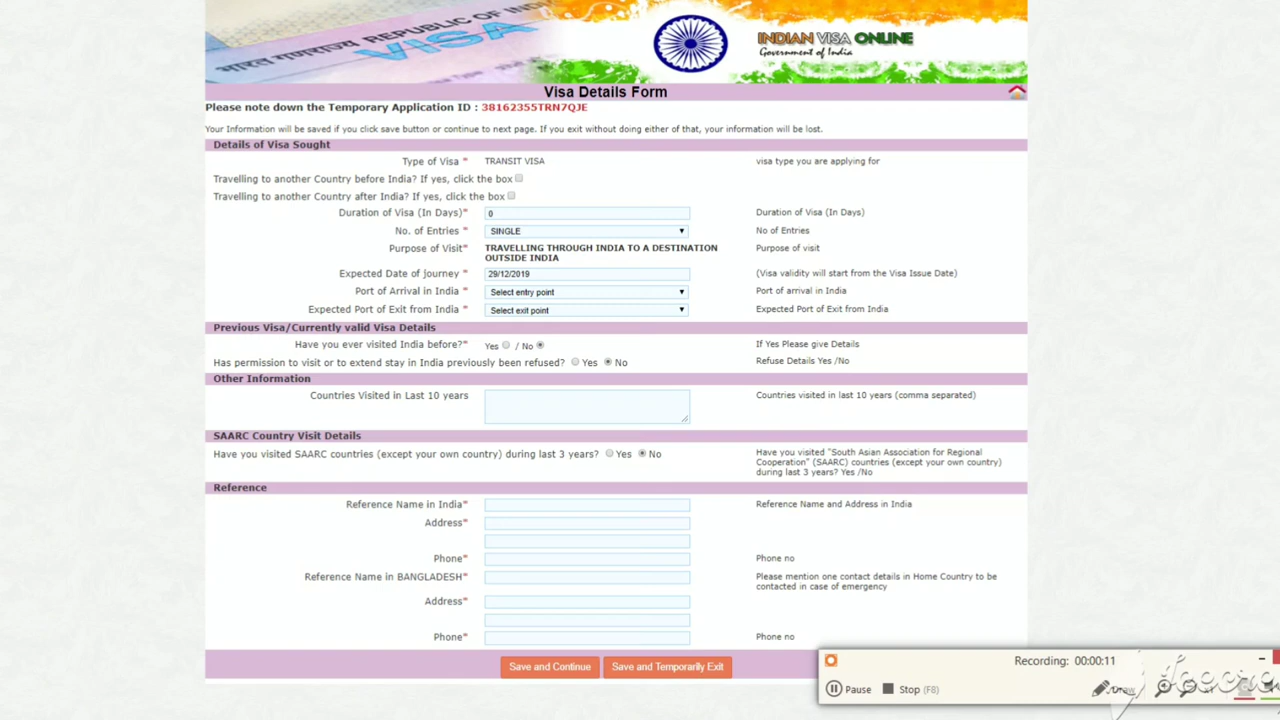 भारत गणराज्य REPUBLIC OF INDIA
VISA
INDIAN VISA ONLINE
Government of India
Visa Details Form
Please note down the Temporary Application ID : 38162355TRN7QJE
Your Information will be saved if you click save button or continue to next page. If you exit without doing either of that, your information will be lost.
Details of Visa Sought
Type of Visa * TRANSIT VISA visa type you are applying for
Travelling to another Country before India? If yes, click the box
Travelling to another Country after India? If yes, click the box
Duration of Visa (In Days)* 0 Duration of Visa (In Days)
No. of Entries * SINGLE No of Entries
Purpose of Visit* TRAVELLING THROUGH INDIA TO A DESTINATION Purpose of visit
OUTSIDE INDIA
Expected Date of journey * 29/12/2019 (Visa validity will start from the Visa Issue Date)
Port of Arrival in India * Select entry point Port of arrival in India
Expected Port of Exit from India * Select exit point Expected Port of Exit from India
Previous Visa/Currently valid Visa Details
Have you ever visited India before?* Yes / No If Yes Please give Details
Has permission to visit or to extend stay in India previously been refused? Yes No Refuse Details Yes /No
Other Information
Countries Visited in Last 10 years Countries visited in last 10 years (comma separated)
SAARC Country Visit Details
Have you visited SAARC countries (except your own country) during last 3 years? Yes No Have you visited "South Asian Association for Regional
Cooperation" (SAARC) countries (except your own country)
during last 3 years? Yes /No
Reference
Reference Name in India* Reference Name and Address in India
Address*
Phone* Phone no
Reference Name in BANGLADESH* Please mention one contact details in Home Country to be
contacted in case of emergency
Address*
Phone* Phone no
Save and Continue Save and Temporarily Exit
Recording: 00:00:11
Pause Stop (F8) Draw